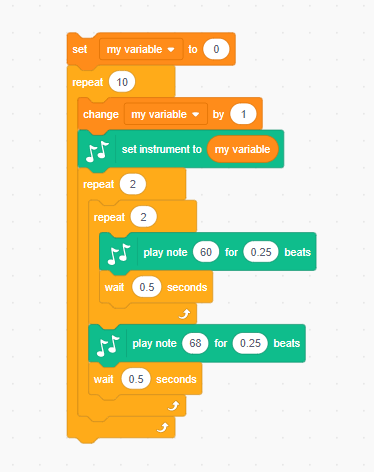 set my variable to 0
repeat 10
change my variable by 1
set instrument to my variable
repeat 2
repeat 2
play note 60 for 0.25 beats
wait 0.5 seconds
play note 68 for 0.25 beats
wait 0.5 seconds